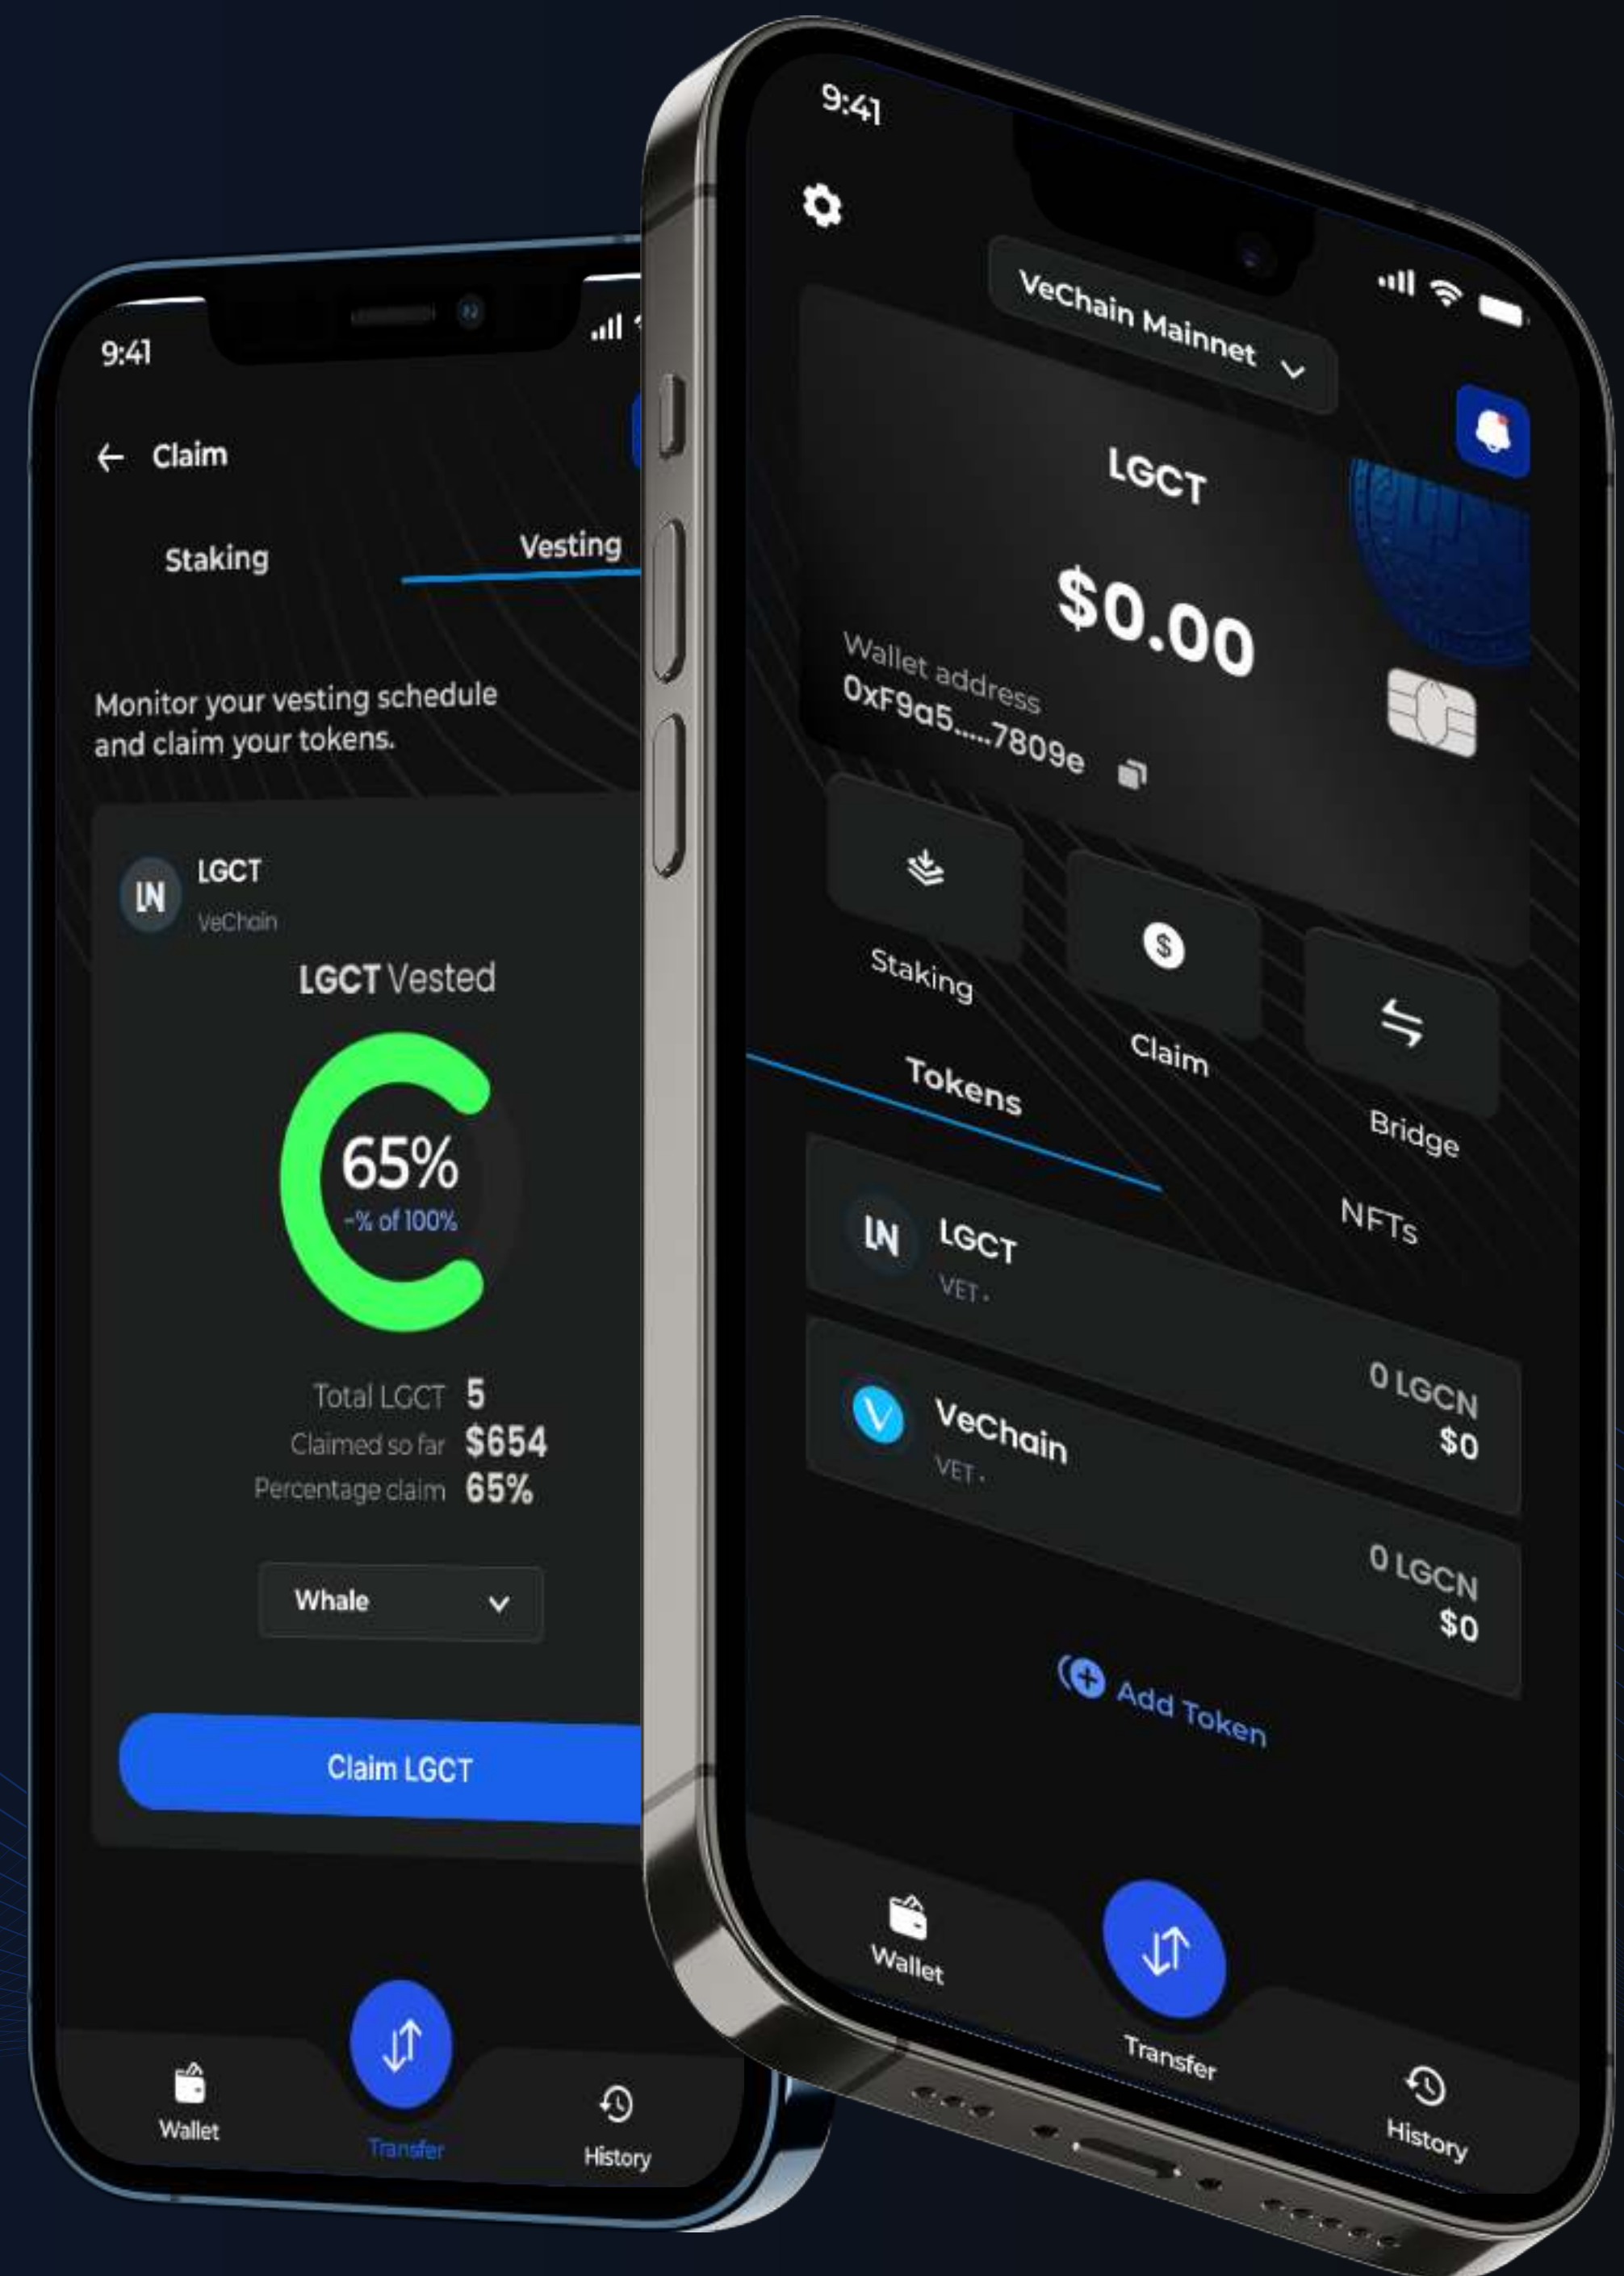 9:41
Claim
Staking
Vesting
Monitor your vesting schedule
and claim your tokens.
LN
LGCT
VeChain
LGCT Vested
65%
-% of 100%
Total LGCT 5
Claimed so far $654
Percentage claim 65%
Whale
Claim LGCT
Wallet
Transfer
History
9:41
VeChain Mainnet
LGCT
$0.00
Wallet address
0xF9a5.....7809e
Staking
Claim
Bridge
Tokens
NFTs
LN
LGCT
VET •
0 LGCN
$0
VeChain
VET •
0 LGCN
$0
Add Token
Wallet
Transfer
History